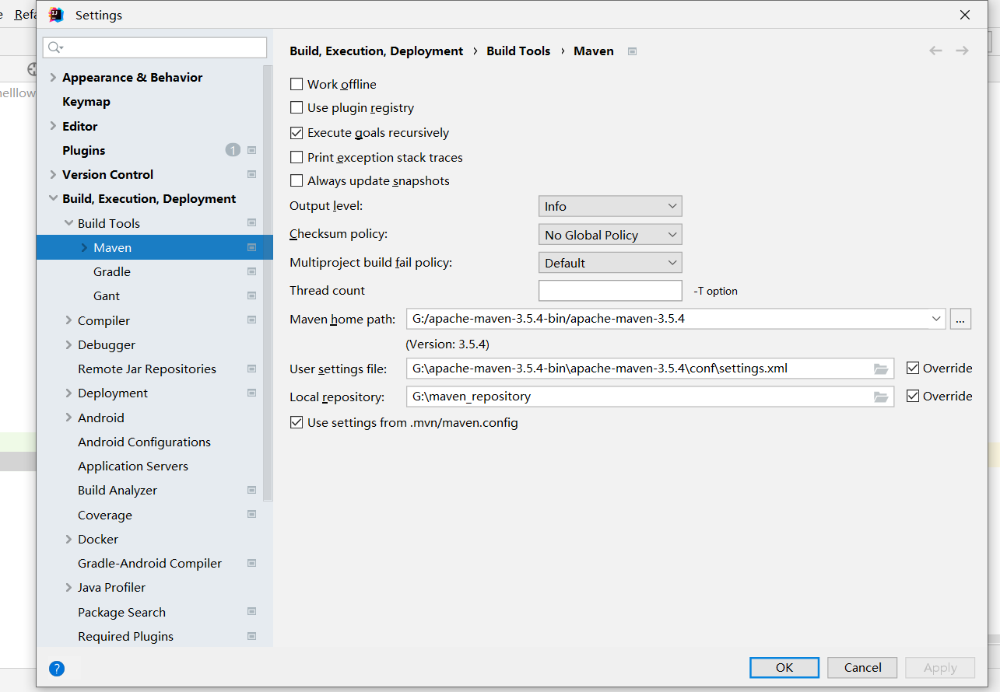 Refa
Settings
Appearance & Behavior
Keymap
Editor
Plugins
1
Version Control
Build, Execution, Deployment
Build Tools
Maven
Gradle
Gant
Compiler
Debugger
Remote Jar Repositories
Deployment
Android
Android Configurations
Application Servers
Build Analyzer
Coverage
Docker
Gradle-Android Compiler
Java Profiler
Package Search
Required Plugins
Build, Execution, Deployment › Build Tools › Maven
Work offline
Use plugin registry
Execute goals recursively
Print exception stack traces
Always update snapshots
Output level: Info
Checksum policy: No Global Policy
Multiproject build fail policy: Default
Thread count -T option
Maven home path: G:/apache-maven-3.5.4-bin/apache-maven-3.5.4 ...
(Version: 3.5.4)
User settings file: G:\apache-maven-3.5.4-bin\apache-maven-3.5.4\conf\settings.xml Override
Local repository: G:\maven_repository Override
Use settings from .mvn/maven.config
? OK Cancel Apply